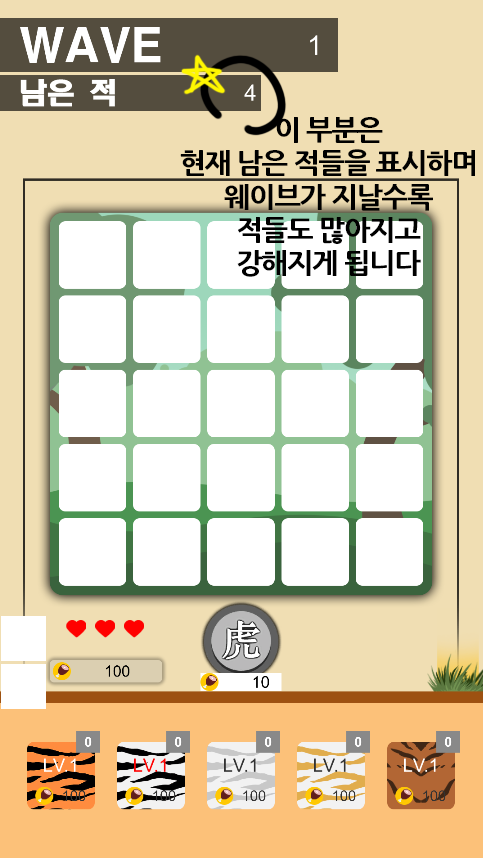 WAVE 1
남은 적 4
이 부분은
현재 남은 적들을 표시하며
웨이브가 지날수록
적들도 많아지고
강해지게 됩니다
虎
100
10
0 0 0 0 0
LV.1 LV.1 LV.1 LV.1 LV.1
100 100 100 100 100